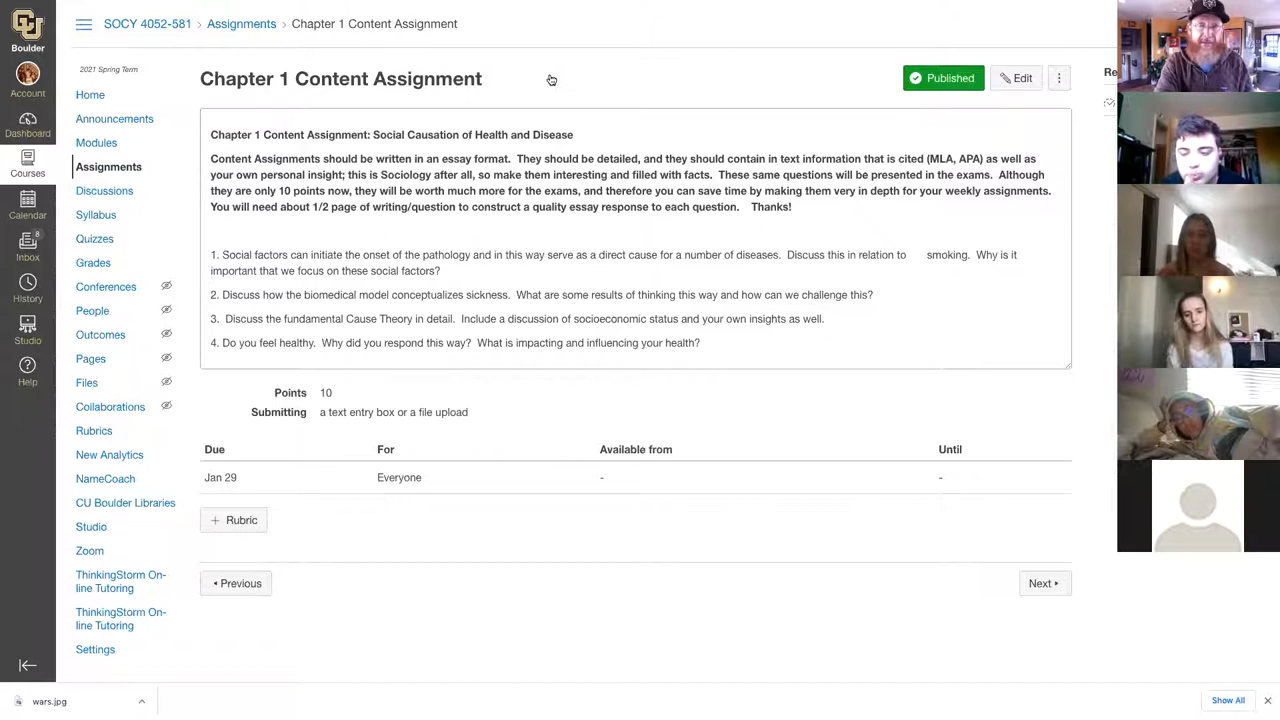 SOCY 4052-581 › Assignments › Chapter 1 Content Assignment
Boulder
Account
Dashboard
Courses
Calendar
8
Inbox
History
Studio
Help
2021 Spring Term
Home
Announcements
Modules
Assignments
Discussions
Syllabus
Quizzes
Grades
Conferences
People
Outcomes
Pages
Files
Collaborations
Rubrics
New Analytics
NameCoach
CU Boulder Libraries
Studio
Zoom
ThinkingStorm On-
line Tutoring
ThinkingStorm On-
line Tutoring
Settings
Chapter 1 Content Assignment
Published
Edit
Re
Chapter 1 Content Assignment: Social Causation of Health and Disease
Content Assignments should be written in an essay format. They should be detailed, and they should contain in text information that is cited (MLA, APA) as well as
your own personal insight; this is Sociology after all, so make them interesting and filled with facts. These same questions will be presented in the exams. Although
they are only 10 points now, they will be worth much more for the exams, and therefore you can save time by making them very in depth for your weekly assignments.
You will need about 1/2 page of writing/question to construct a quality essay response to each question. Thanks!
1. Social factors can initiate the onset of the pathology and in this way serve as a direct cause for a number of diseases. Discuss this in relation to smoking. Why is it
important that we focus on these social factors?
2. Discuss how the biomedical model conceptualizes sickness. What are some results of thinking this way and how can we challenge this?
3. Discuss the fundamental Cause Theory in detail. Include a discussion of socioeconomic status and your own insights as well.
4. Do you feel healthy. Why did you respond this way? What is impacting and influencing your health?
Points 10
Submitting a text entry box or a file upload
Due For Available from Until
Jan 29 Everyone - -
+ Rubric
Previous
Next
wars.jpg
Show All